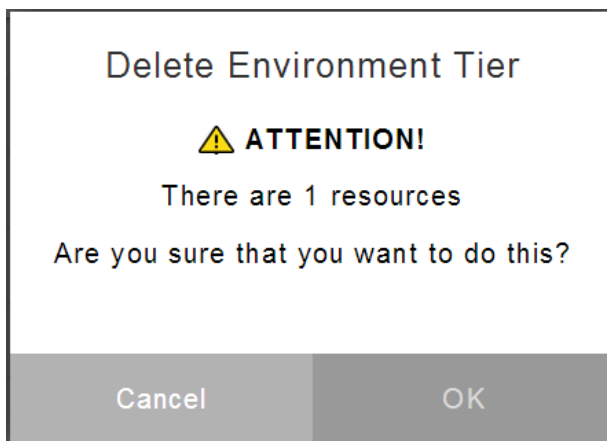 Delete Environment Tier
ATTENTION!
There are 1 resources
Are you sure that you want to do this?
Cancel
OK